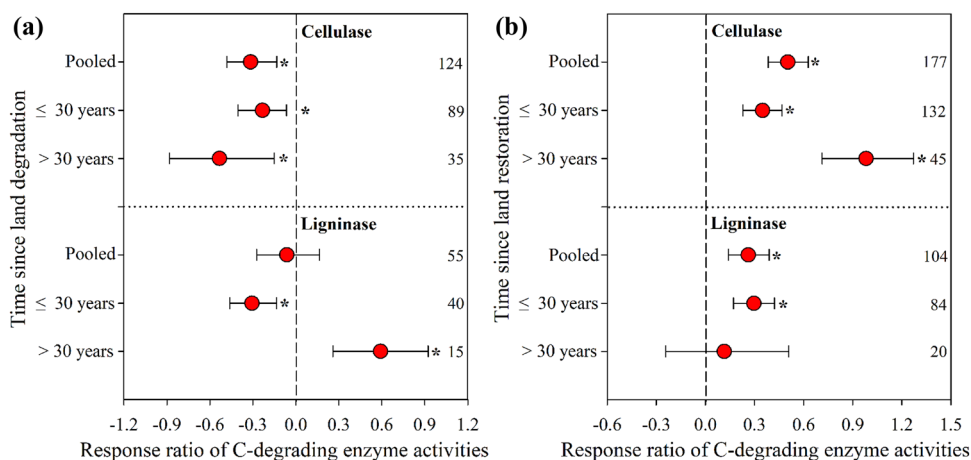 (a)
Time since land degradation
Cellulase
Pooled * 124
≤ 30 years * 89
> 30 years * 35
Ligninase
Pooled 55
≤ 30 years * 40
> 30 years * 15
-1.2 -0.9 -0.6 -0.3 0.0 0.3 0.6 0.9 1.2
Response ratio of C-degrading enzyme activities
(b)
Time since land restoration
Cellulase
Pooled * 177
≤ 30 years * 132
> 30 years * 45
Ligninase
Pooled * 104
≤ 30 years * 84
> 30 years 20
-0.6 -0.3 0.0 0.3 0.6 0.9 1.2 1.5
Response ratio of C-degrading enzyme activities